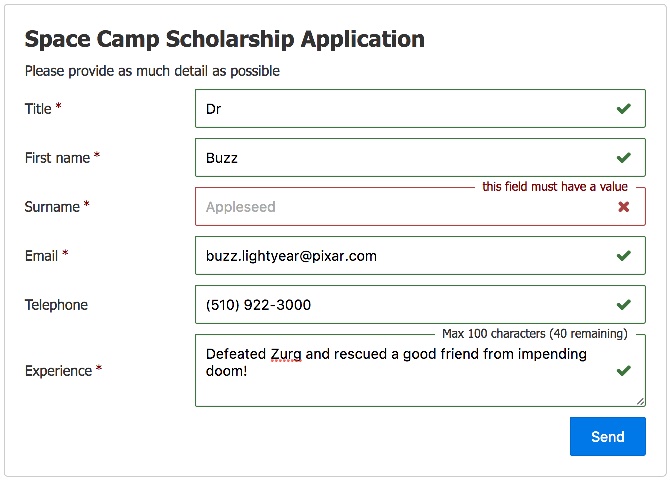 Space Camp Scholarship Application
Please provide as much detail as possible
Title *
Dr
First name *
Buzz
this field must have a value
Surname *
Appleseed
Email *
buzz.lightyear@pixar.com
Telephone
(510) 922-3000
Max 100 characters (40 remaining)
Experience *
Defeated Zurg and rescued a good friend from impending
doom!
Send